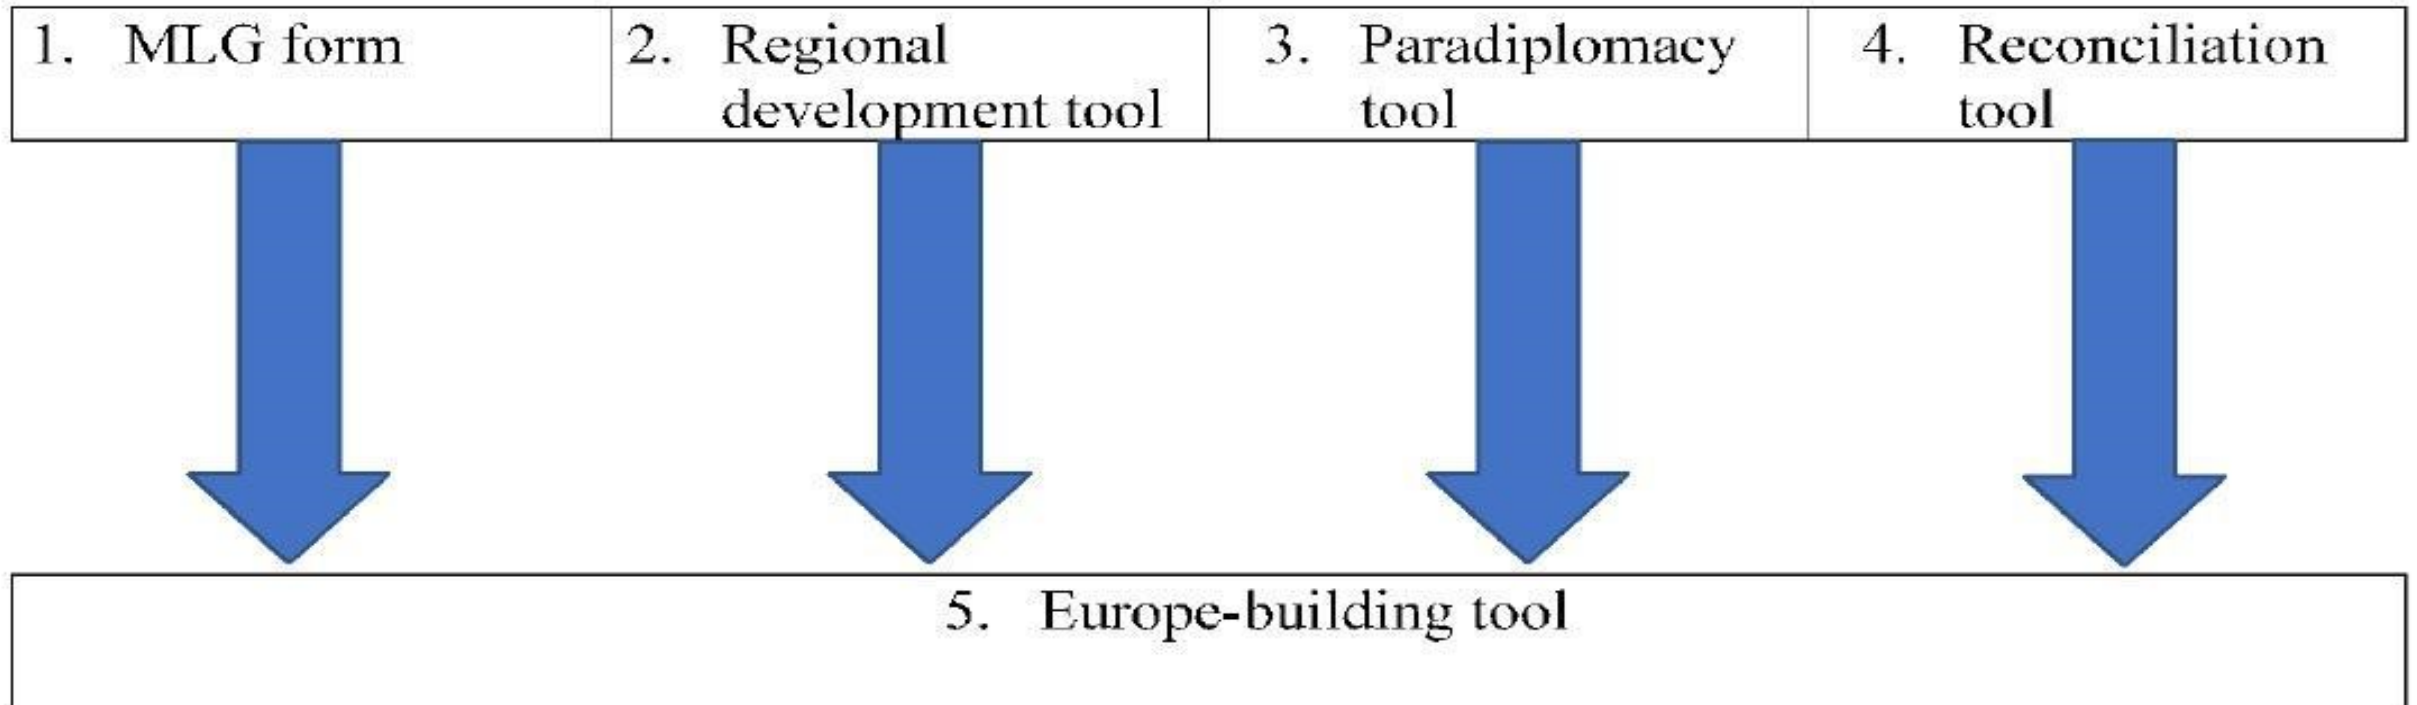 1. MLG form
2. Regional
development tool
3. Paradiplomacy
tool
4. Reconciliation
tool
5. Europe-building tool